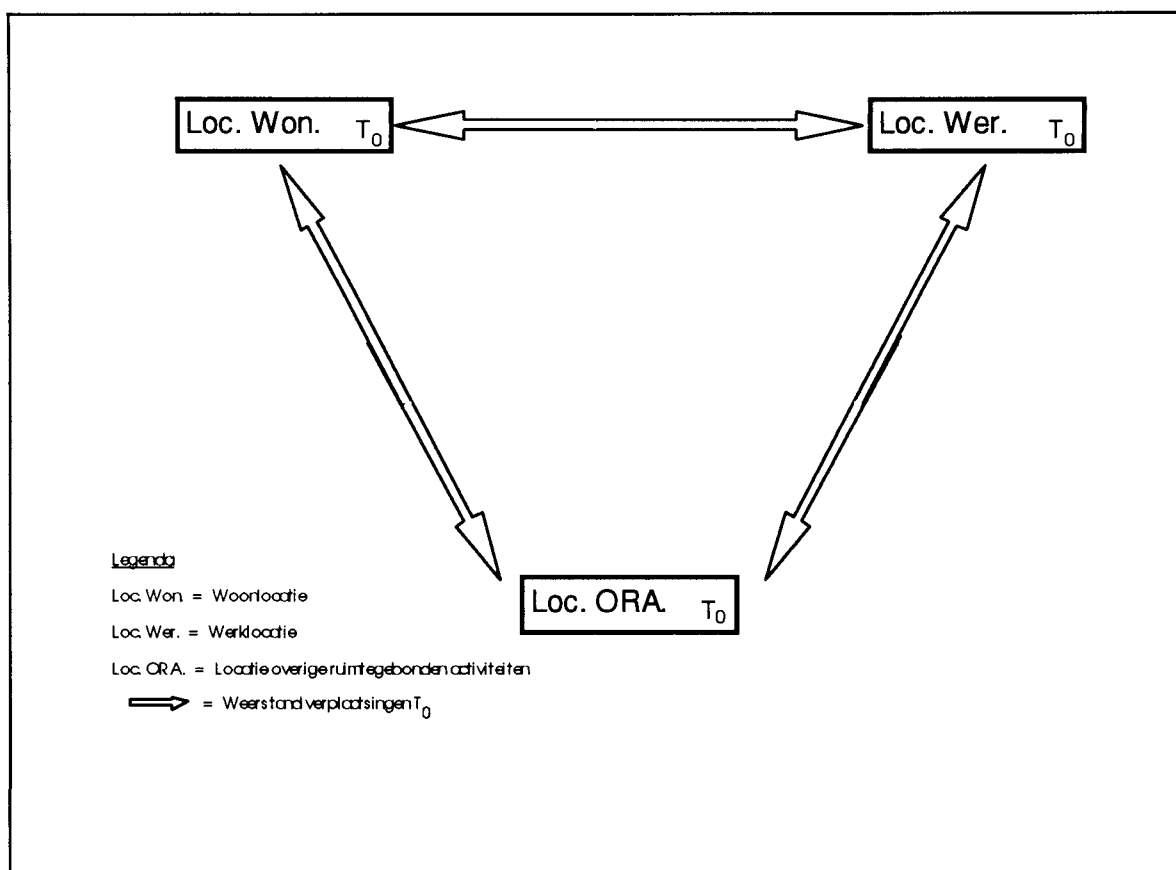 Loc. Won. T₀
Loc. Wer. T₀
Loc. ORA. T₀
Legenda
Loc. Won = Woonlocatie
Loc. Wer. = Werklocatie
Loc. ORA. = Locatie overige ruimtegebonden activiteiten
= Weerstand verplaatsingen T₀